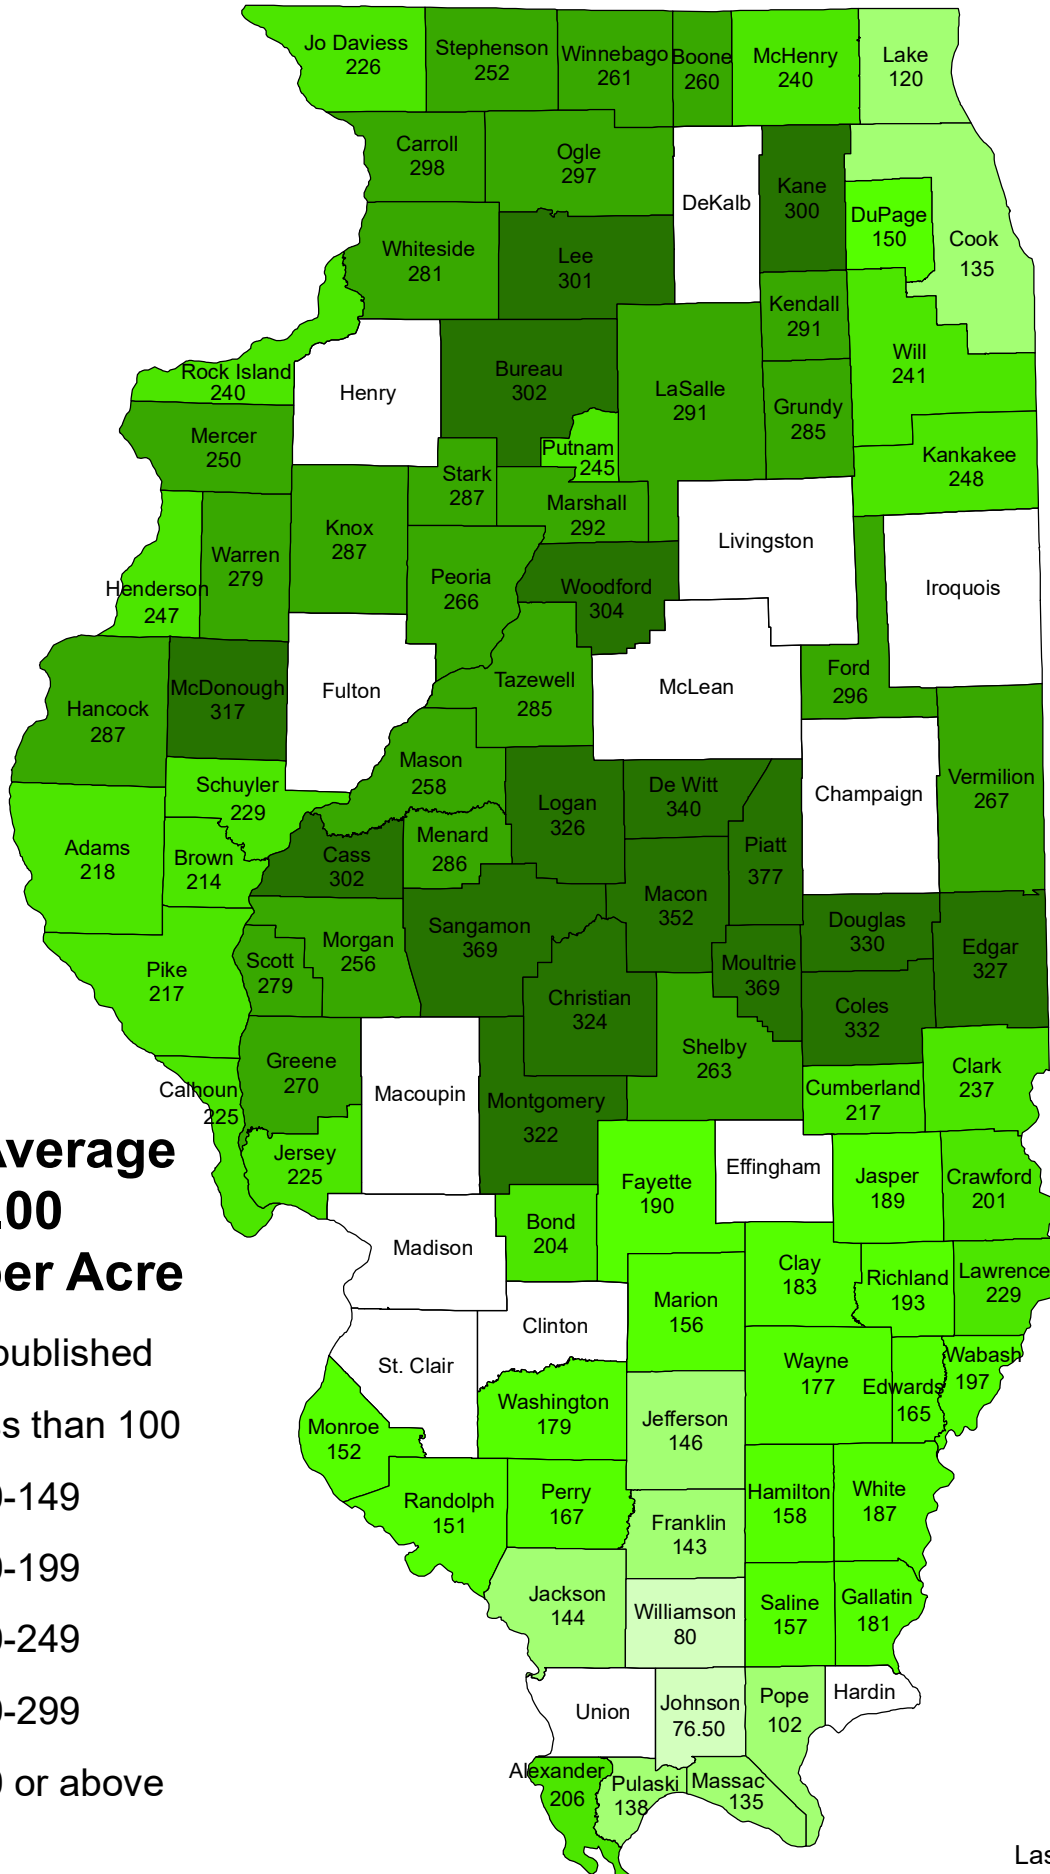 Jo Daviess
226
Stephenson
252
Winnebago
261
Boone
260
McHenry
240
Lake
120
Carroll
298
Ogle
297
DeKalb
Kane
300
DuPage
150
Cook
135
Whiteside
281
Lee
301
Kendall
291
Will
241
Rock Island
240
Henry
Bureau
302
LaSalle
291
Grundy
285
Mercer
250
Putnam
245
Kankakee
248
Stark
287
Marshall
292
Knox
287
Warren
279
Henderson
247
Peoria
266
Woodford
304
Livingston
Iroquois
Hancock
287
McDonough
317
Fulton
Tazewell
285
McLean
Ford
296
Schuyler
229
Mason
258
Logan
326
De Witt
340
Champaign
Vermilion
267
Adams
218
Brown
214
Cass
302
Menard
286
Piatt
377
Macon
352
Sangamon
369
Morgan
256
Scott
279
Pike
217
Christian
324
Moultrie
369
Douglas
330
Edgar
327
Coles
332
Shelby
263
Greene
270
Macoupin
Montgomery
322
Calhoun
225
Cumberland
217
Clark
237
Jersey
225
Fayette
190
Effingham
Jasper
189
Crawford
201
Bond
204
Madison
Clay
183
Richland
193
Lawrence
229
Marion
156
Clinton
St. Clair
Washington
179
Wayne
177
Edwards
165
Wabash
197
Monroe
152
Jefferson
146
Randolph
151
Perry
167
Franklin
143
Hamilton
158
White
187
Jackson
144
Williamson
80
Saline
157
Gallatin
181
Union
Johnson
76.50
Pope
102
Hardin
Alexander
206
Pulaski
138
Massac
135
Average
.00
per Acre
published
s than 100
0-149
0-199
0-249
0-299
0 or above
Las